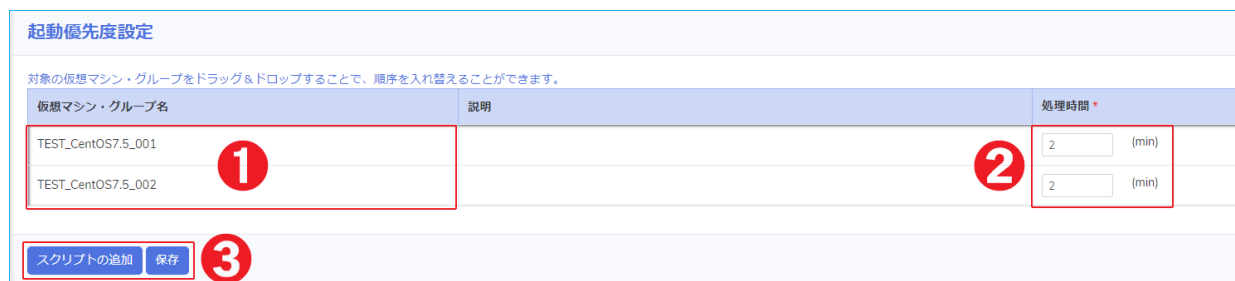 起動優先度設定
対象の仮想マシン・グループをドラッグ&ドロップすることで、順序を入れ替えることができます。
仮想マシン・グループ名 説明 処理時間 *
TEST_CentOS7.5_001 2 (min)
TEST_CentOS7.5_002 2 (min)
1 2
スクリプトの追加 保存 3